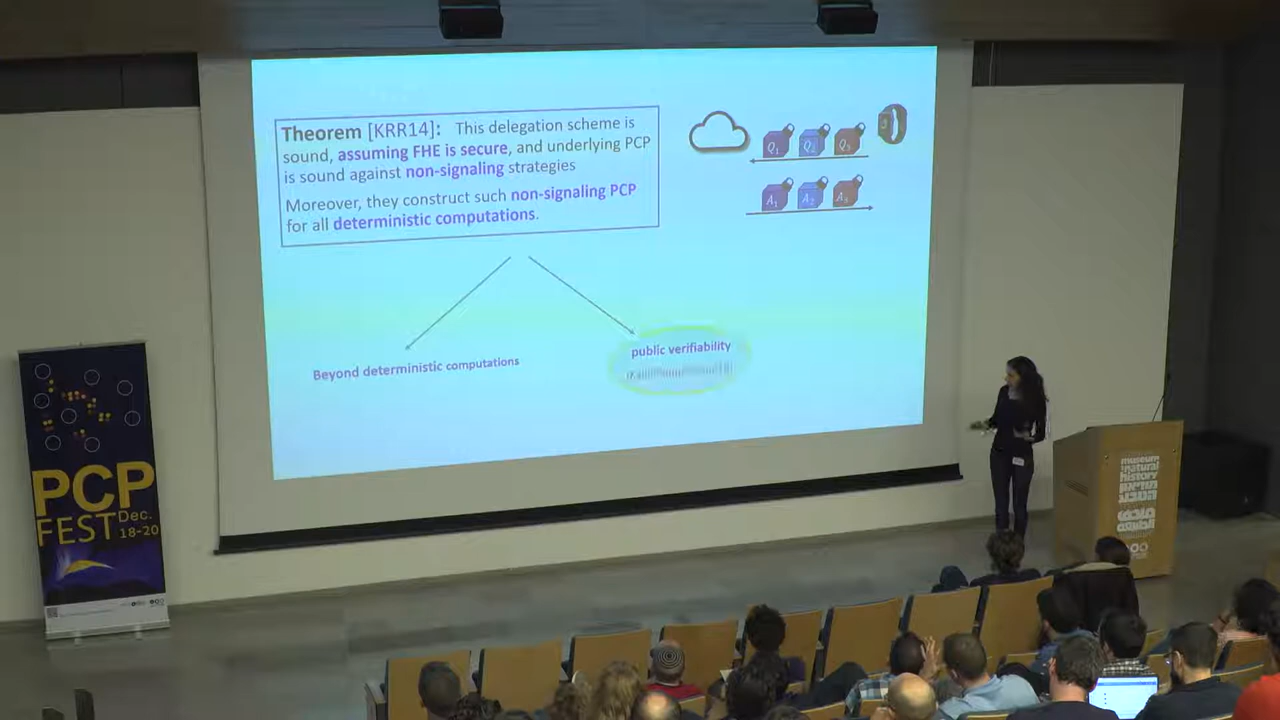 Theorem [KRR14]: This delegation scheme is
sound, assuming FHE is secure, and underlying PCP
is sound against non-signaling strategies
Moreover, they construct such non-signaling PCP
for all deterministic computations.
Q1 Q2 Q3
A1 A2 A3
Beyond deterministic computations
public verifiability
PCP
FEST Dec.
18-20
museum
natural
history
מוזיאון
הטבע